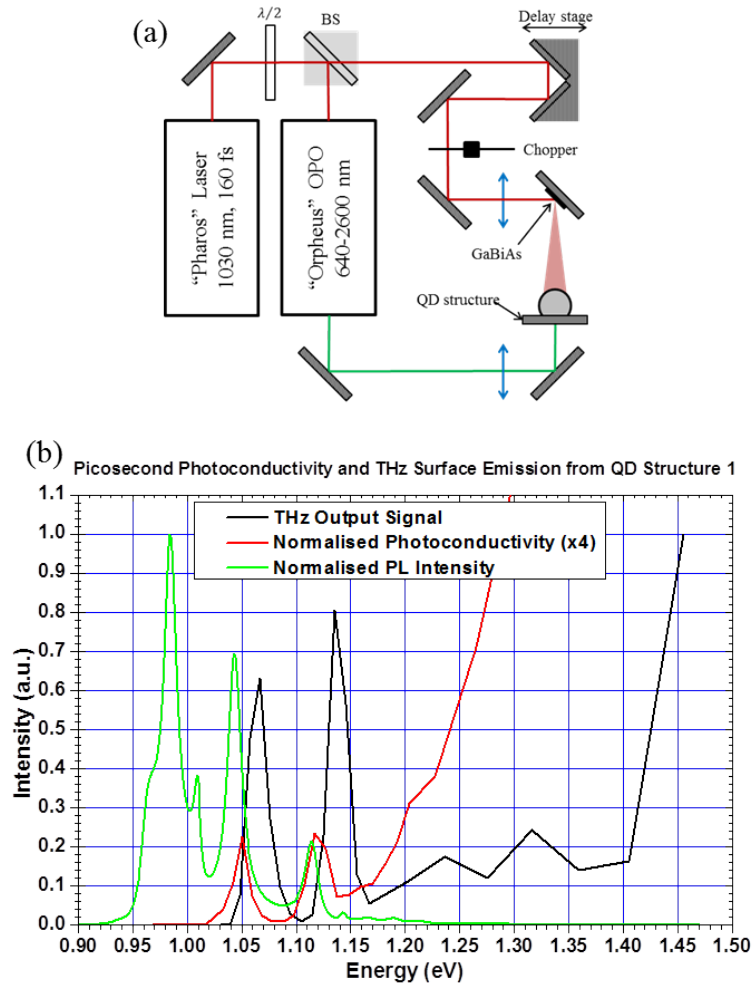 (a)
λ/2
BS
Delay stage
"Pharos" Laser
1030 nm, 160 fs
"Orpheus" OPO
640-2600 nm
Chopper
GaBiAs
QD structure
(b)
Picosecond Photoconductivity and THz Surface Emission from QD Structure 1
THz Output Signal
Normalised Photoconductivity (x4)
Normalised PL Intensity
Intensity (a.u.)
1.1
1.0
0.9
0.8
0.7
0.6
0.5
0.4
0.3
0.2
0.1
0.0
0.90 0.95 1.00 1.05 1.10 1.15 1.20 1.25 1.30 1.35 1.40 1.45 1.50
Energy (eV)